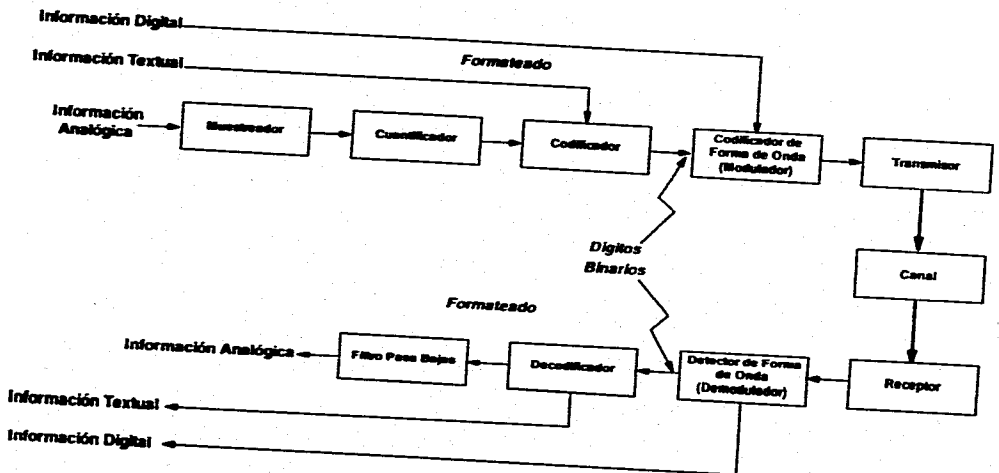 Información Digital
Información Textual
Formateado
Información
Analógica
Muestreador
Cuantificador
Codificador
Codificador de
Forma de Onda
(Modulador)
Transmisor
Dígitos
Binarios
Canal
Formateado
Información Analógica
Filtro Pasa Bajas
Decodificador
Detector de Forma
de Onda
(Demodulador)
Receptor
Información Textual
Información Digital